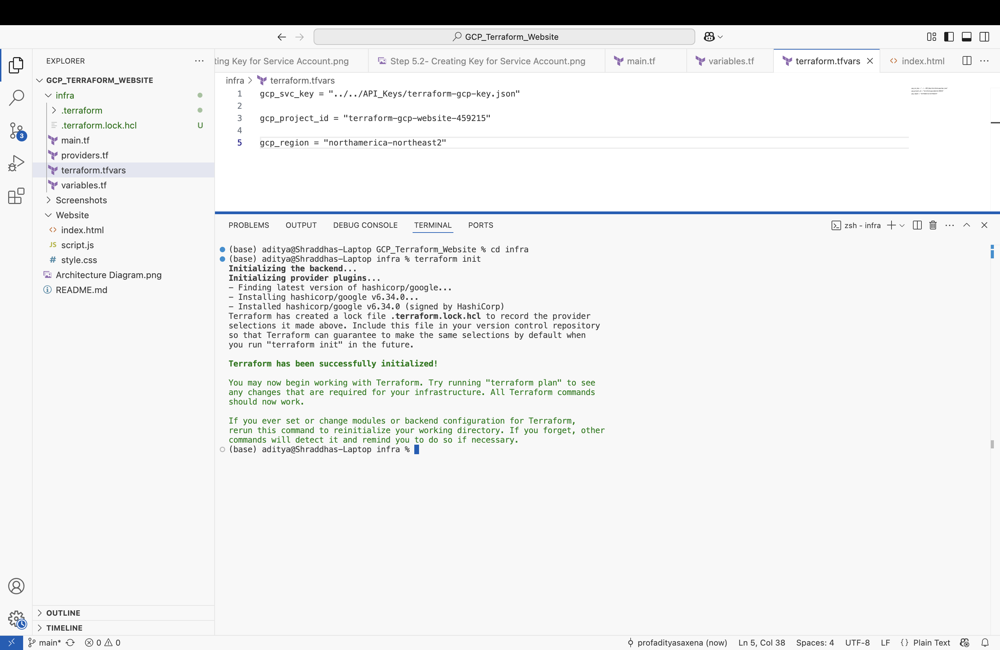 GCP_Terraform_Website
EXPLORER
GCP_TERRAFORM_WEBSITE
infra
.terraform
.terraform.lock.hcl U
main.tf
providers.tf
terraform.tfvars
variables.tf
Screenshots
Website
index.html
JS script.js
# style.css
Architecture Diagram.png
README.md
OUTLINE
TIMELINE
3
ting Key for Service Account.png
Step 5.2- Creating Key for Service Account.png
main.tf
variables.tf
terraform.tfvars
index.html
infra > terraform.tfvars
1 gcp_svc_key = "../../API_Keys/terraform-gcp-key.json"
2
3 gcp_project_id = "terraform-gcp-website-459215"
4
5 gcp_region = "northamerica-northeast2"
PROBLEMS OUTPUT DEBUG CONSOLE TERMINAL PORTS
zsh - infra
(base) aditya@Shraddhas-Laptop GCP_Terraform_Website % cd infra
(base) aditya@Shraddhas-Laptop infra % terraform init
Initializing the backend...
Initializing provider plugins...
- Finding latest version of hashicorp/google...
- Installing hashicorp/google v6.34.0...
- Installed hashicorp/google v6.34.0 (signed by HashiCorp)
Terraform has created a lock file .terraform.lock.hcl to record the provider
selections it made above. Include this file in your version control repository
so that Terraform can guarantee to make the same selections by default when
you run "terraform init" in the future.
Terraform has been successfully initialized!
You may now begin working with Terraform. Try running "terraform plan" to see
any changes that are required for your infrastructure. All Terraform commands
should now work.
If you ever set or change modules or backend configuration for Terraform,
rerun this command to reinitialize your working directory. If you forget, other
commands will detect it and remind you to do so if necessary.
(base) aditya@Shraddhas-Laptop infra %
main* 0 0
profadityasaxena (now) Ln 5, Col 38 Spaces: 4 UTF-8 LF {} Plain Text